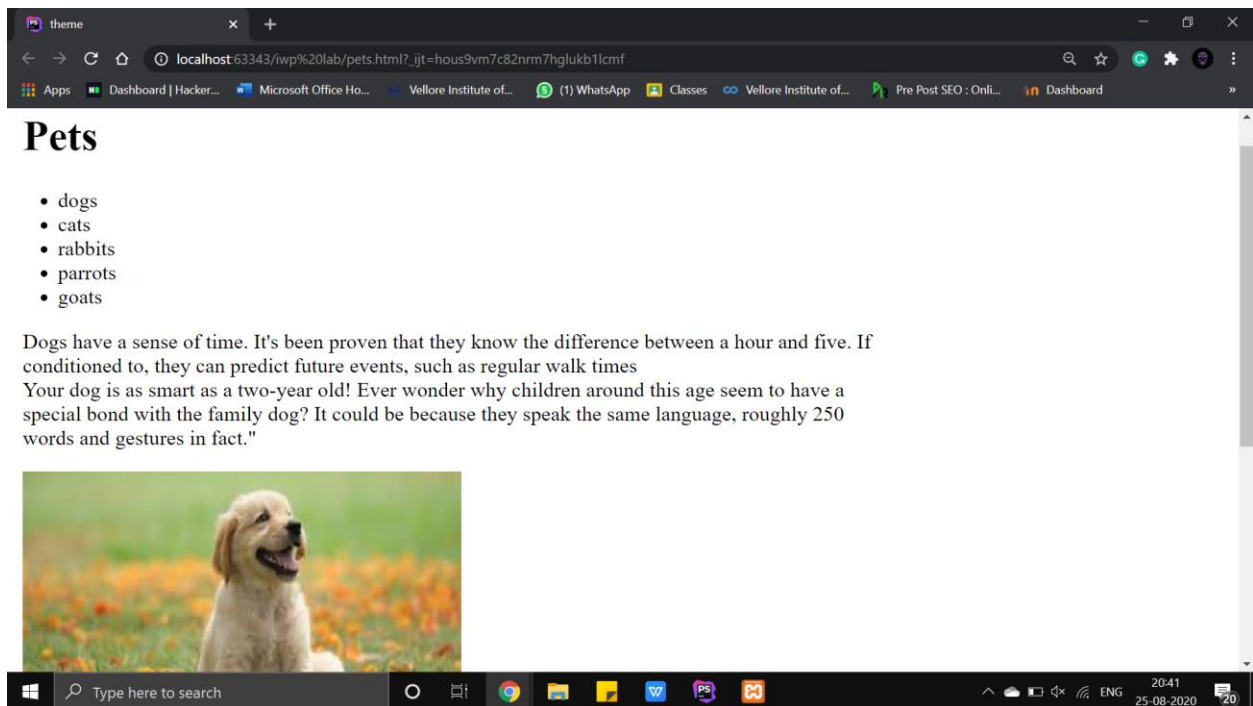 theme
localhost:63343/iwp%20lab/pets.html?_ijt=hous9vm7c82nrm7hglukb1lcmf
Apps Dashboard | Hacker... Microsoft Office Ho... Vellore Institute of... (1) WhatsApp Classes Vellore Institute of... Pre Post SEO : Onli... Dashboard »
Pets
• dogs
• cats
• rabbits
• parrots
• goats
Dogs have a sense of time. It's been proven that they know the difference between a hour and five. If
conditioned to, they can predict future events, such as regular walk times
Your dog is as smart as a two-year old! Ever wonder why children around this age seem to have a
special bond with the family dog? It could be because they speak the same language, roughly 250
words and gestures in fact."
Type here to search
ENG
20:41
25-08-2020
20